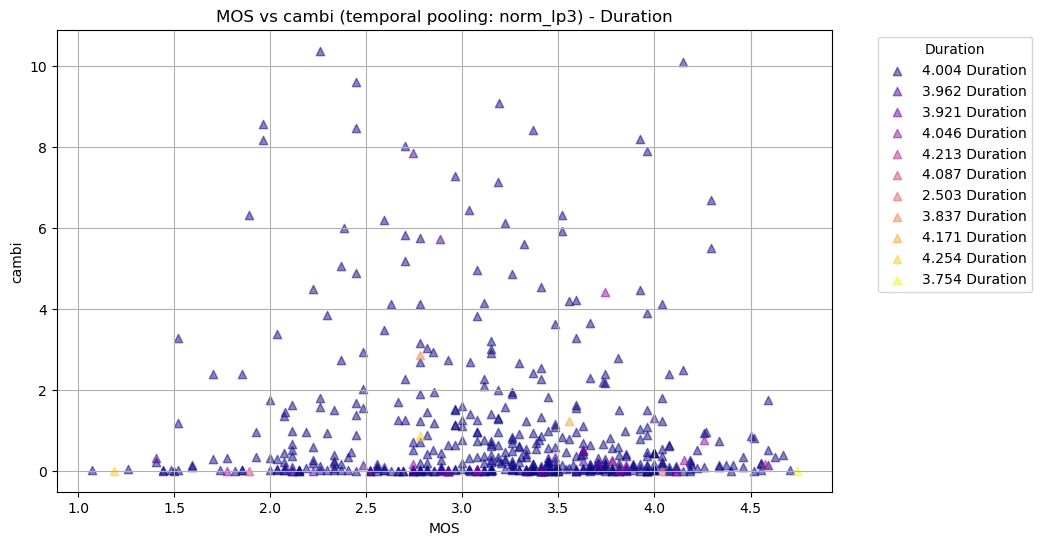 MOS vs cambi (temporal pooling: norm_lp3) - Duration
cambi
10
8
6
4
2
0
1.0 1.5 2.0 2.5 3.0 3.5 4.0 4.5
MOS
Duration
4.004 Duration
3.962 Duration
3.921 Duration
4.046 Duration
4.213 Duration
4.087 Duration
2.503 Duration
3.837 Duration
4.171 Duration
4.254 Duration
3.754 Duration